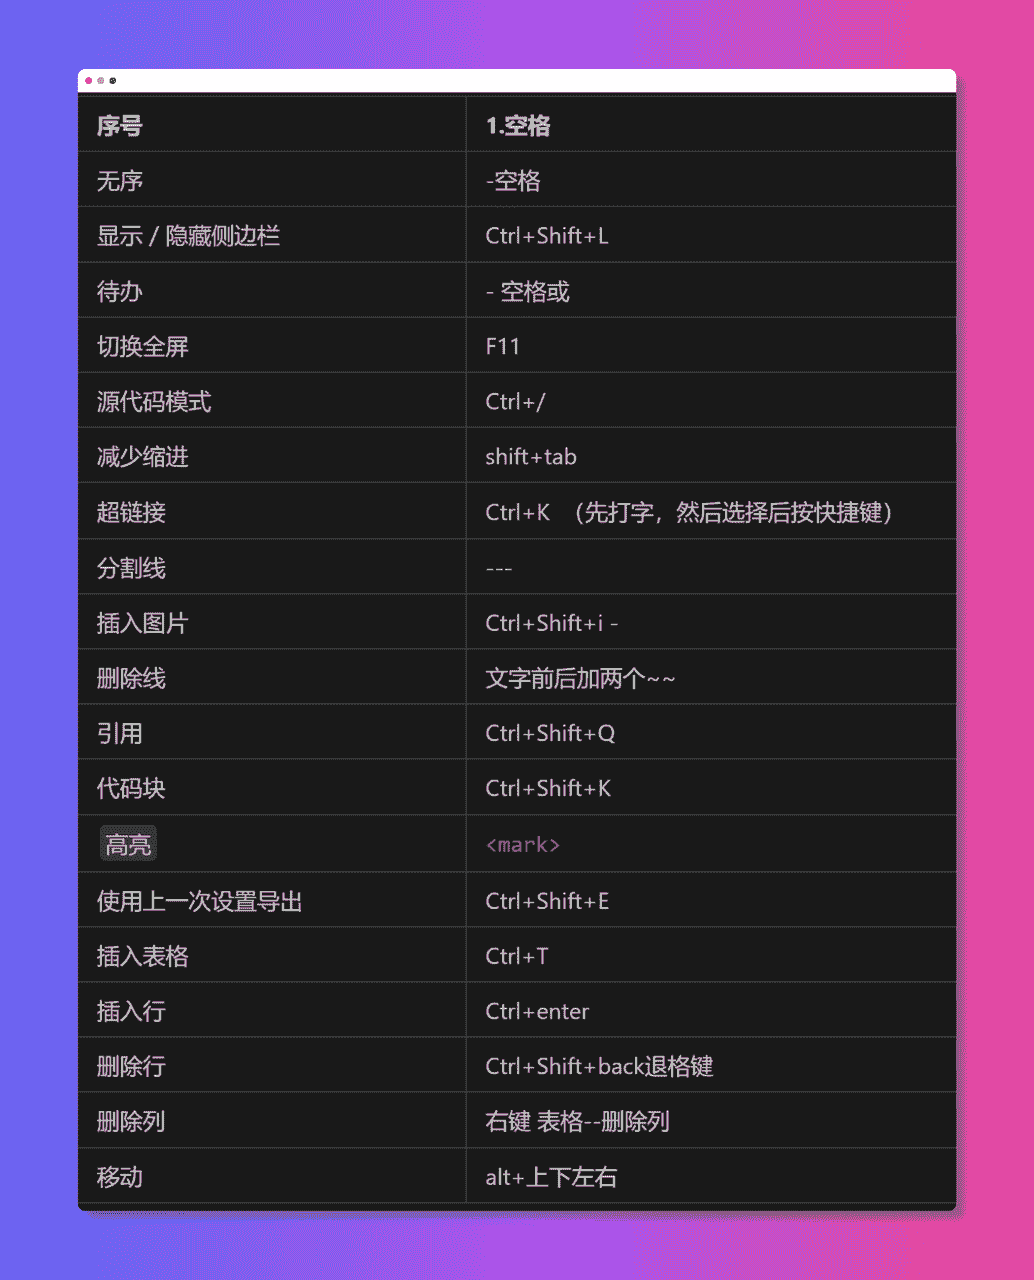 序号 1.空格
无序 -空格
显示 / 隐藏侧边栏 Ctrl+Shift+L
待办 - 空格或
切换全屏 F11
源代码模式 Ctrl+/
减少缩进 shift+tab
超链接 Ctrl+K （先打字，然后选择后按快捷键）
分割线 ---
插入图片 Ctrl+Shift+i -
删除线 文字前后加两个~~
引用 Ctrl+Shift+Q
代码块 Ctrl+Shift+K
高亮 <mark>
使用上一次设置导出 Ctrl+Shift+E
插入表格 Ctrl+T
插入行 Ctrl+enter
删除行 Ctrl+Shift+back退格键
删除列 右键 表格--删除列
移动 alt+上下左右